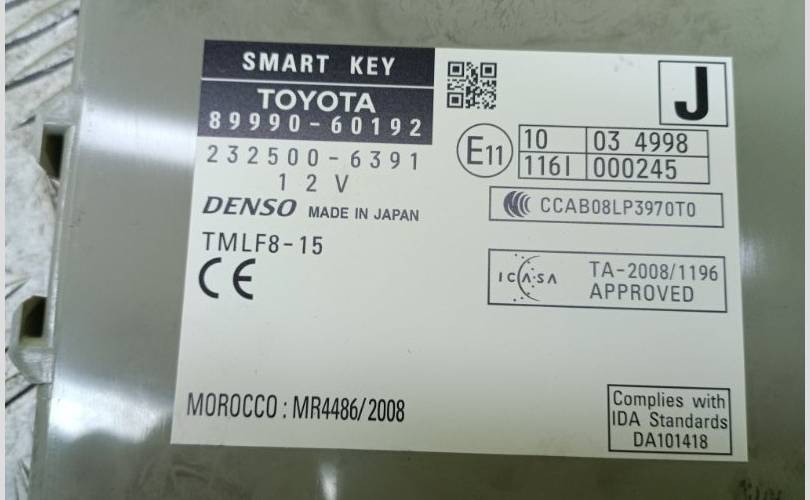 SMART KEY
TOYOTA
89990-60192
232500-6391
12V
DENSO MADE IN JAPAN
TMLF8-15
CE
MOROCCO: MR4486/2008
J
E11
10 03 4998
116I 000245
CCAB08LP3970T0
ICASA TA-2008/1196
APPROVED
Complies with
IDA Standards
DA101418